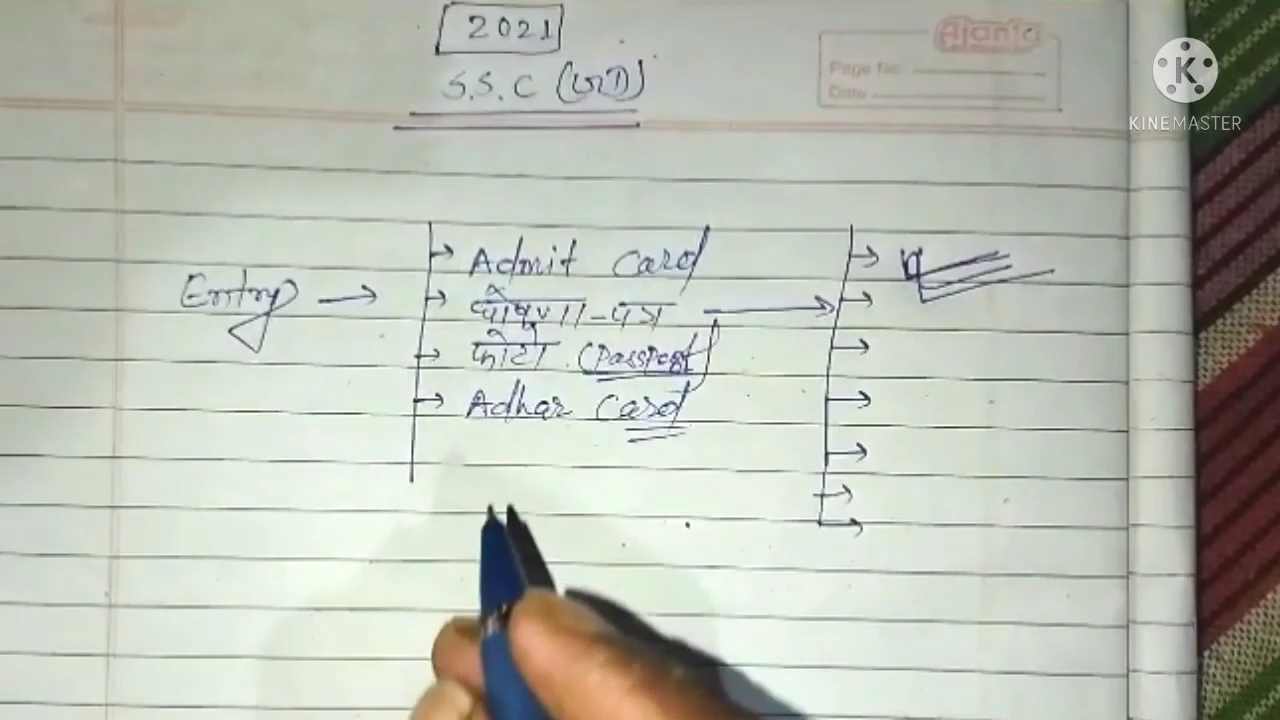 2021
S.S.C (GD)
Ajanta
Page No.
Date
KINEMASTER
Entry
Admit Card
घोषणा-पत्र
फोटो (Passport)
Adhar Card